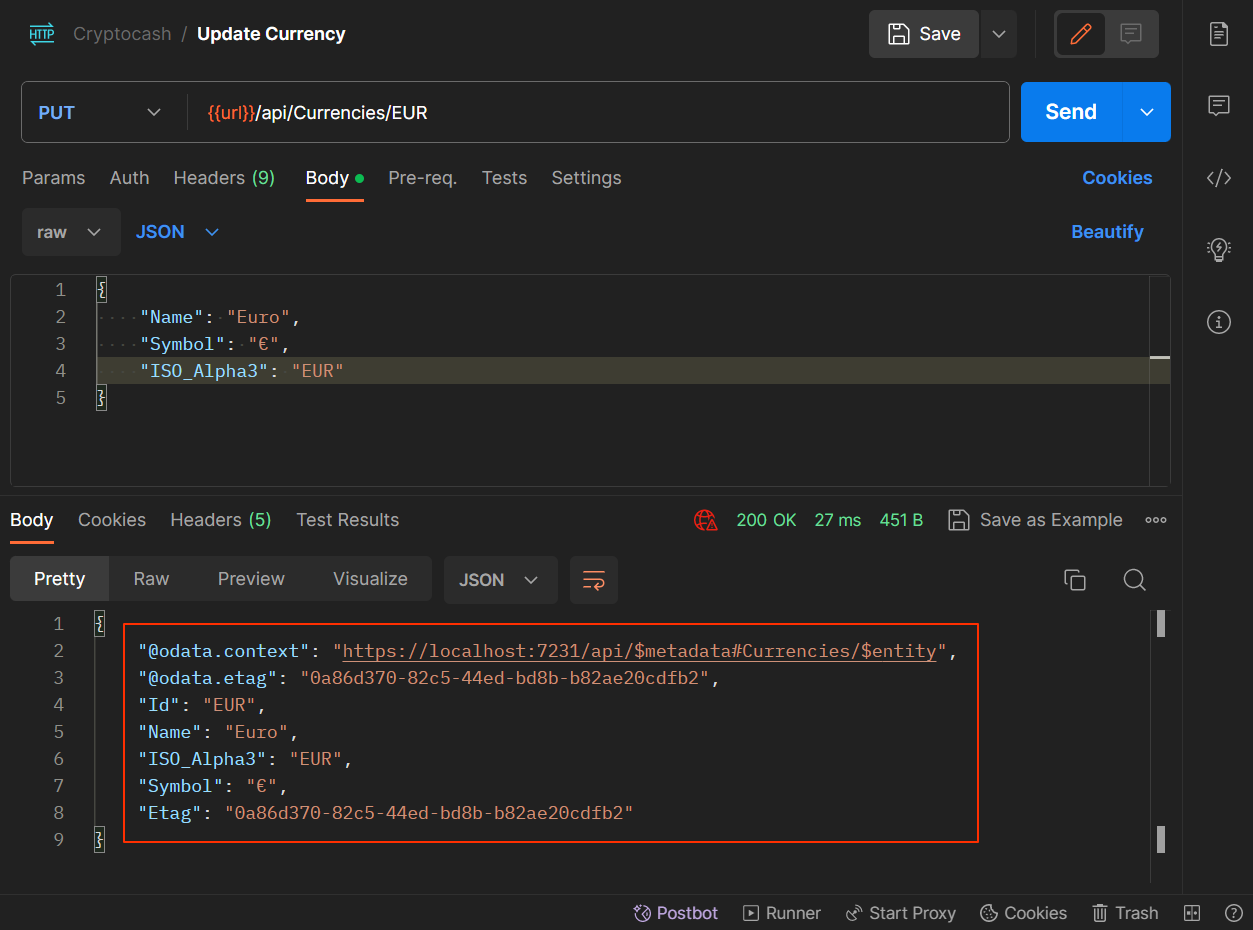 HTTP Cryptocash / Update Currency Save
PUT {{url}}/api/Currencies/EUR Send
Params Auth Headers (9) Body Pre-req. Tests Settings Cookies
raw JSON Beautify
1 {
2 "Name": "Euro",
3 "Symbol": "€",
4 "ISO_Alpha3": "EUR"
5 }
Body Cookies Headers (5) Test Results 200 OK 27 ms 451 B Save as Example
Pretty Raw Preview Visualize JSON
1 {
2 "@odata.context": "https://localhost:7231/api/$metadata#Currencies/$entity",
3 "@odata.etag": "0a86d370-82c5-44ed-bd8b-b82ae20cdfb2",
4 "Id": "EUR",
5 "Name": "Euro",
6 "ISO_Alpha3": "EUR",
7 "Symbol": "€",
8 "Etag": "0a86d370-82c5-44ed-bd8b-b82ae20cdfb2"
9 }
Postbot Runner Start Proxy Cookies Trash